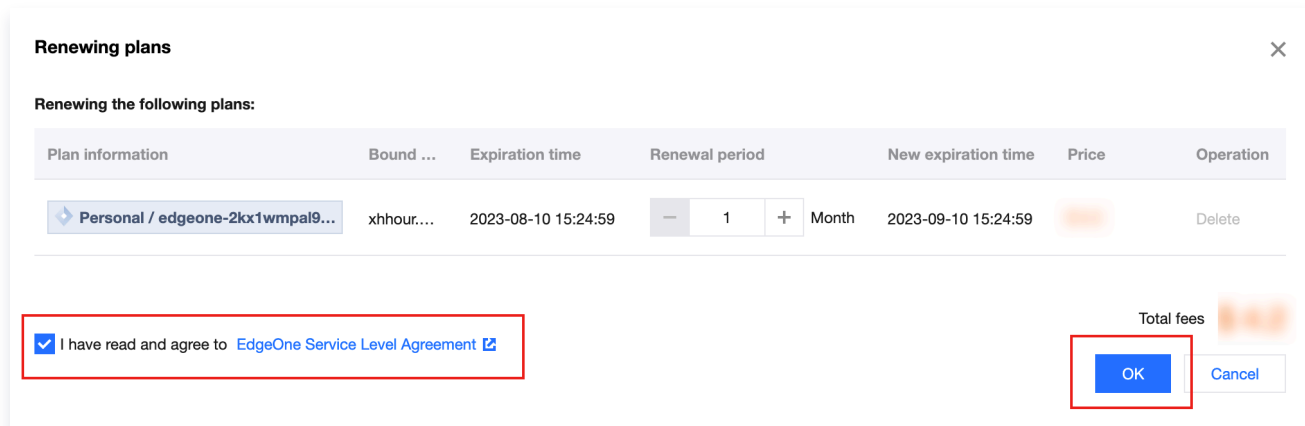 Renewing plans
Renewing the following plans:
Plan information Bound ... Expiration time Renewal period New expiration time Price Operation
Personal / edgeone-2kx1wmpal9... xhhour.... 2023-08-10 15:24:59 1 Month 2023-09-10 15:24:59 Delete
Total fees
I have read and agree to EdgeOne Service Level Agreement
OK Cancel